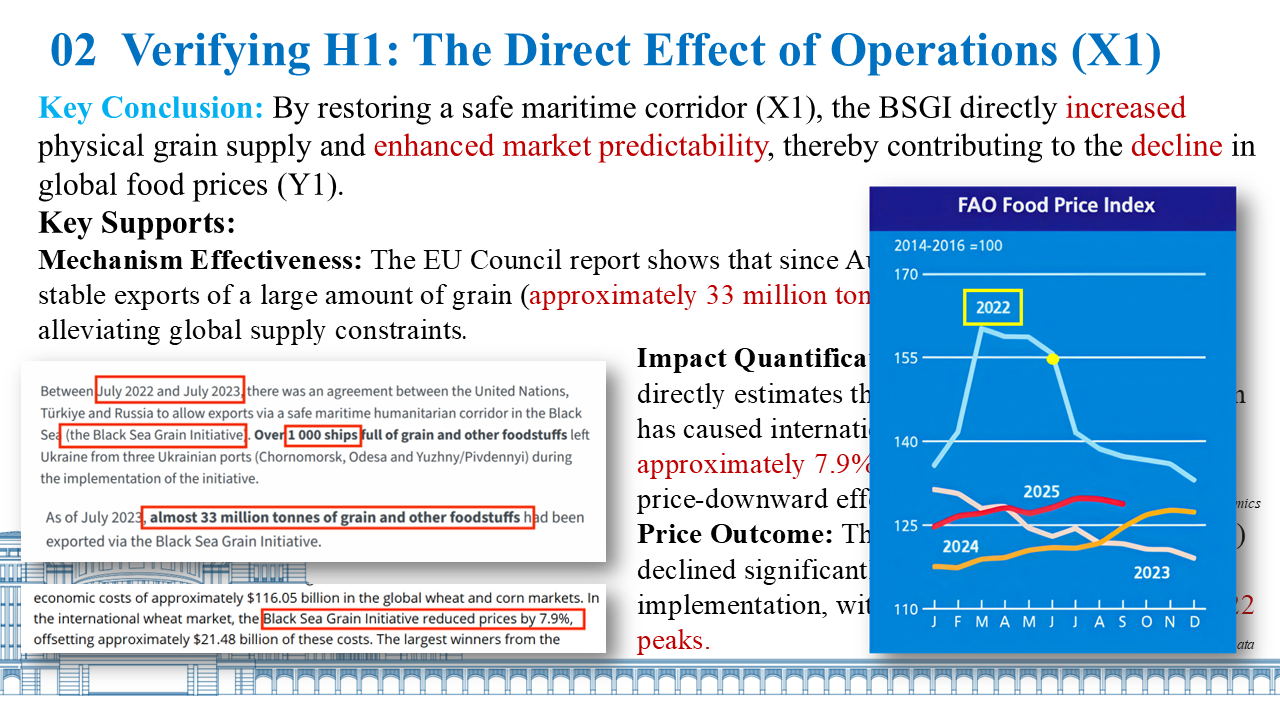 02 Verifying H1: The Direct Effect of Operations (X1)
Key Conclusion: By restoring a safe maritime corridor (X1), the BSGI directly increased
physical grain supply and enhanced market predictability, thereby contributing to the decline in
global food prices (Y1).
Key Supports:
Mechanism Effectiveness: The EU Council report shows that since
stable exports of a large amount of grain (approximately 33 million
alleviating global supply constraints.
Between July 2022 and July 2023, there was an agreement between the United Nations,
Türkiye and Russia to allow exports via a safe maritime humanitarian corridor in the Black
Sea (the Black Sea Grain Initiative). Over 1 000 ships full of grain and other foodstuffs left
Ukraine from three Ukrainian ports (Chornomorsk, Odesa and Yuzhny/Pivdennyi) during
the implementation of the initiative.
As of July 2023, almost 33 million tonnes of grain and other foodstuffs had been
exported via the Black Sea Grain Initiative.
economic costs of approximately $116.05 billion in the global wheat and corn markets. In
the international wheat market, the Black Sea Grain Initiative reduced prices by 7.9%,
offsetting approximately $21.48 billion of these costs. The largest winners from the
Impact
directly estimates
has caused
approximately 7.9%
price-downward
Price Outcome:
declined
implementation,
peaks.
FAO Food Price Index
2014-2016 =100
170
2022
155
140
2025
125
2024
2023
110
J F M A M J J A S O N D